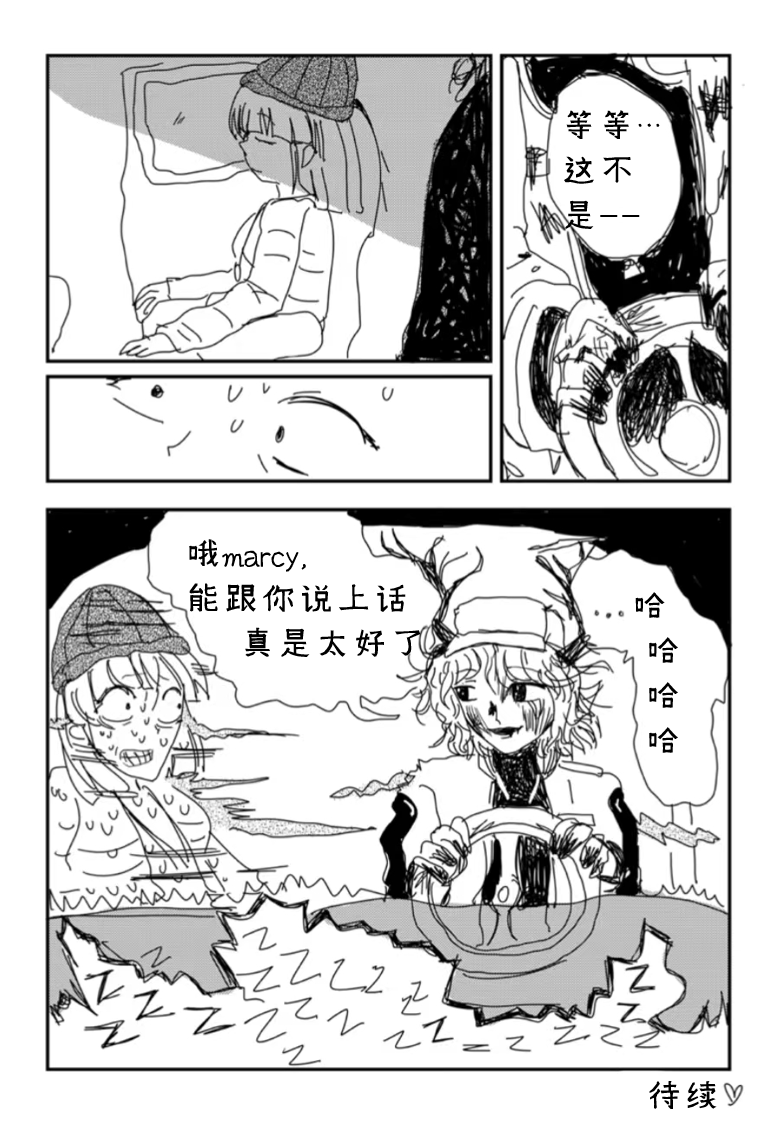 等等…
这不
是——
哦marcy,
能跟你说上话
真是太好了
...哈
哈
哈
哈
待续♡